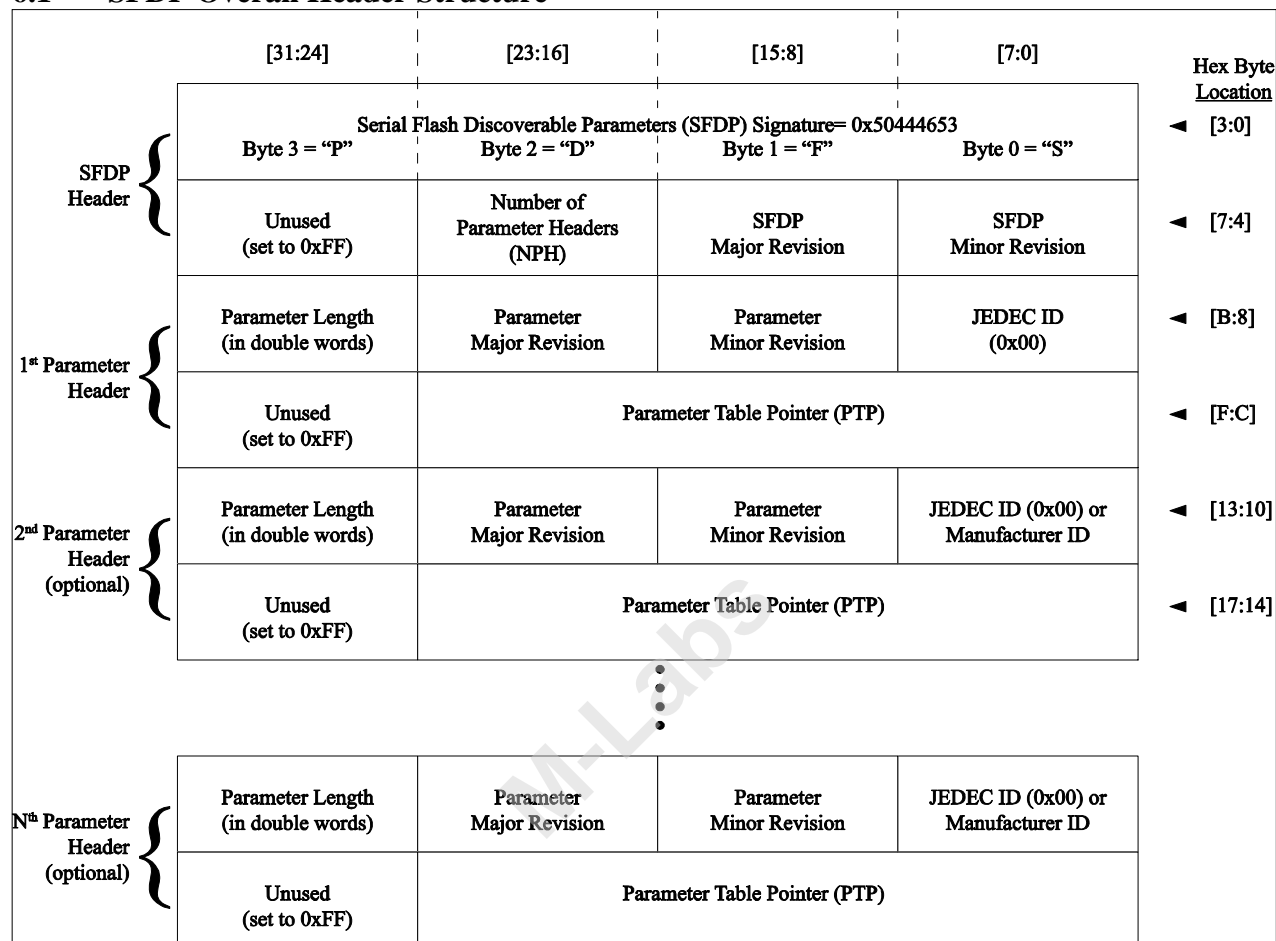 6.1 SFDP Overall Header Structure
[31:24] [23:16] [15:8] [7:0]
Hex Byte
Location
Serial Flash Discoverable Parameters (SFDP) Signature= 0x50444653
Byte 3 = “P” Byte 2 = “D” Byte 1 = “F” Byte 0 = “S”
[3:0]
SFDP
Header
Unused
(set to 0xFF)
Number of
Parameter Headers
(NPH)
SFDP
Major Revision
SFDP
Minor Revision
[7:4]
1st Parameter
Header
Parameter Length
(in double words)
Parameter
Major Revision
Parameter
Minor Revision
JEDEC ID
(0x00)
[B:8]
Unused
(set to 0xFF)
Parameter Table Pointer (PTP)
[F:C]
2nd Parameter
Header
(optional)
Parameter Length
(in double words)
Parameter
Major Revision
Parameter
Minor Revision
JEDEC ID (0x00) or
Manufacturer ID
[13:10]
Unused
(set to 0xFF)
Parameter Table Pointer (PTP)
[17:14]
M-Labs
Nth Parameter
Header
(optional)
Parameter Length
(in double words)
Parameter
Major Revision
Parameter
Minor Revision
JEDEC ID (0x00) or
Manufacturer ID
Unused
(set to 0xFF)
Parameter Table Pointer (PTP)